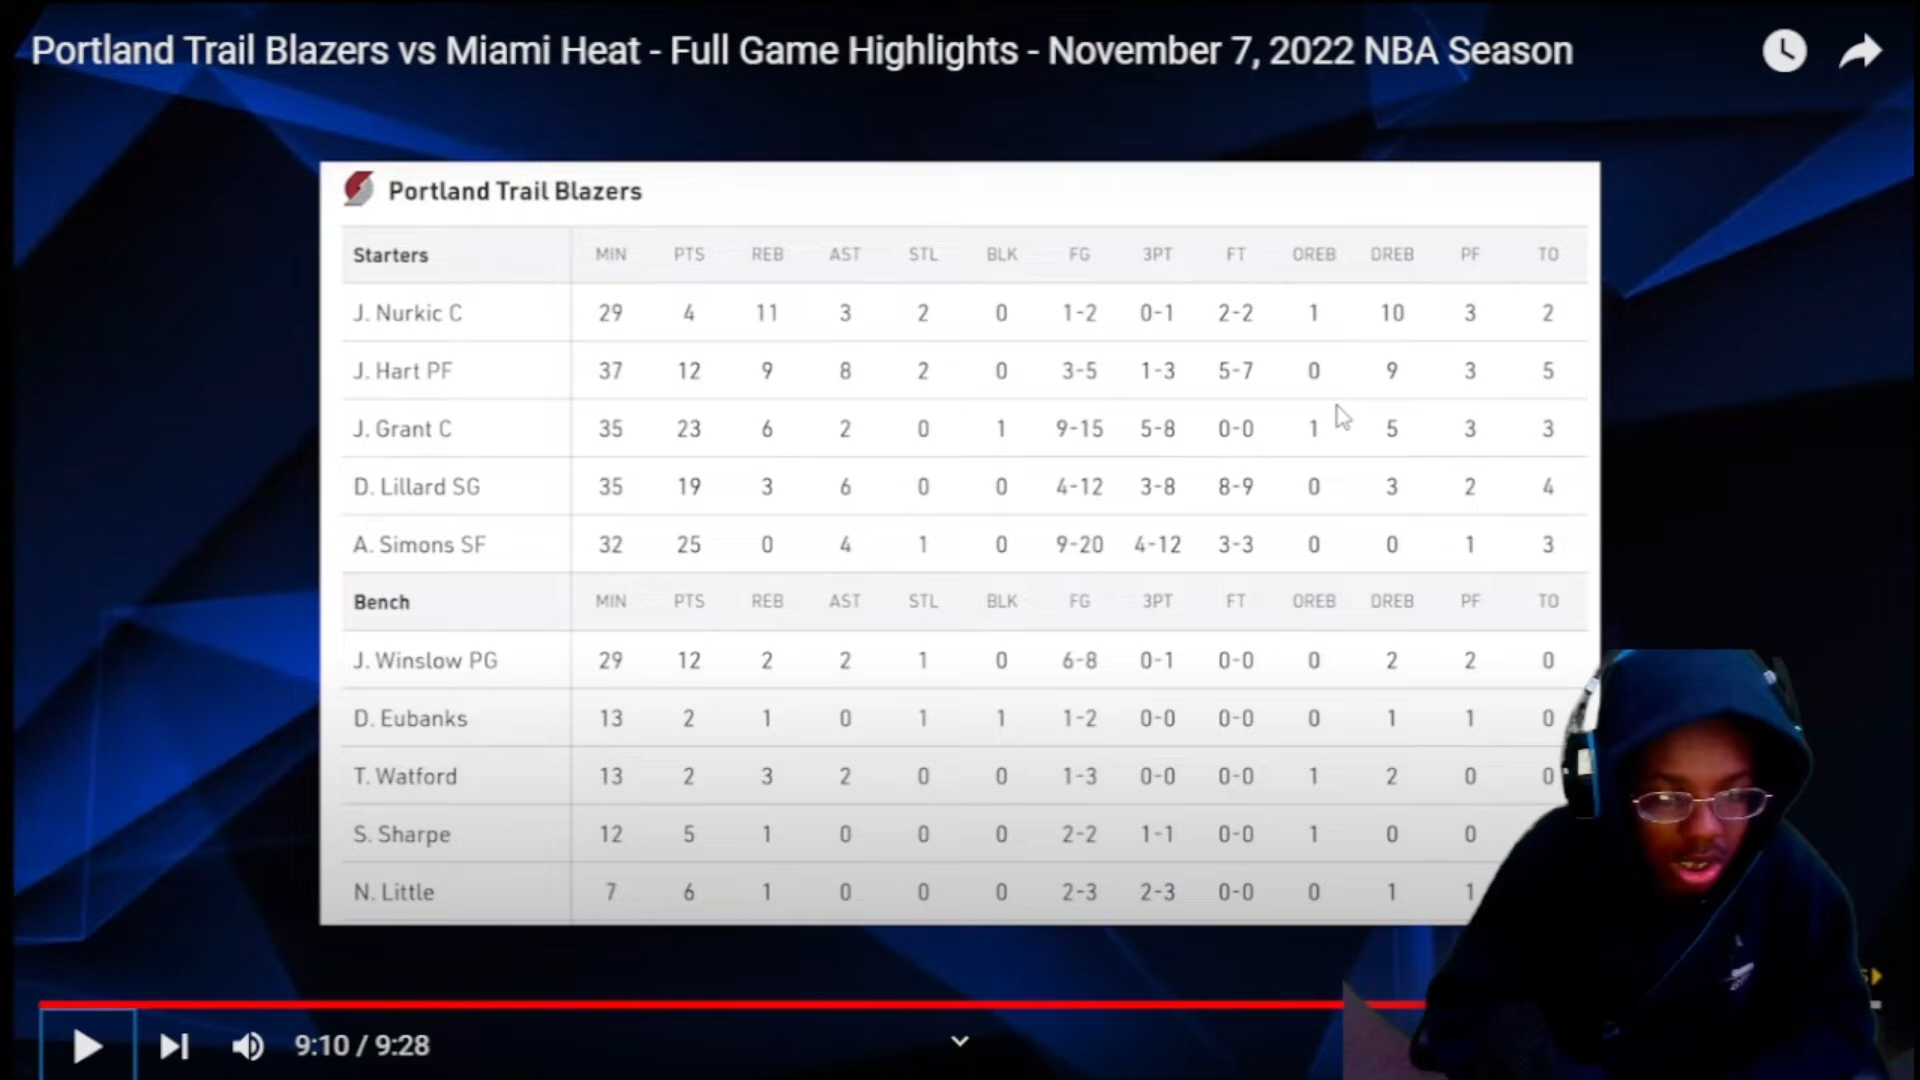 Portland Trail Blazers vs Miami Heat - Full Game Highlights - November 7, 2022 NBA Season
Portland Trail Blazers
Starters MIN PTS REB AST STL BLK FG 3PT FT OREB DREB PF TO
J. Nurkic C 29 4 11 3 2 0 1-2 0-1 2-2 1 10 3 2
J. Hart PF 37 12 9 8 2 0 3-5 1-3 5-7 0 9 3 5
J. Grant C 35 23 6 2 0 1 9-15 5-8 0-0 1 5 3 3
D. Lillard SG 35 19 3 6 0 0 4-12 3-8 8-9 0 3 2 4
A. Simons SF 32 25 0 4 1 0 9-20 4-12 3-3 0 0 1 3
Bench MIN PTS REB AST STL BLK FG 3PT FT OREB DREB PF TO
J. Winslow PG 29 12 2 2 1 0 6-8 0-1 0-0 0 2 2 0
D. Eubanks 13 2 1 0 1 1 1-2 0-0 0-0 0 1 1 0
T. Watford 13 2 3 2 0 0 1-3 0-0 0-0 1 2 0 0
S. Sharpe 12 5 1 0 0 0 2-2 1-1 0-0 1 0 0
N. Little 7 6 1 0 0 0 2-3 2-3 0-0 0 1 1
9:10 / 9:28